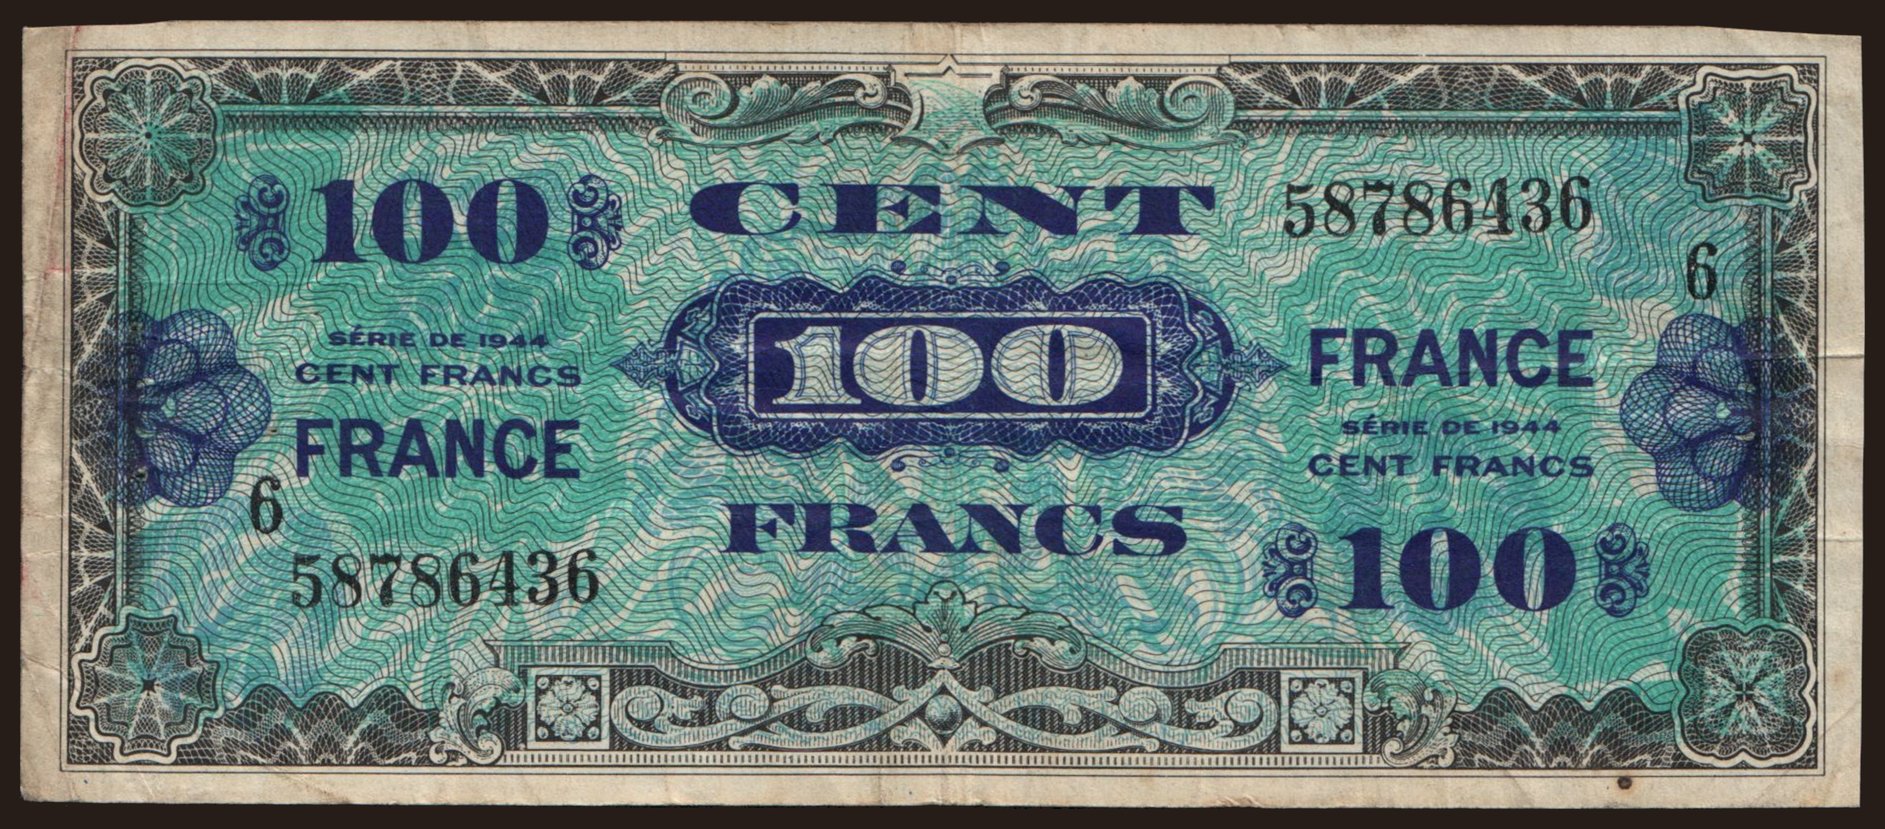 100 CENT 58786436
6
SÉRIE DE 1944
CENT FRANCS
FRANCE
100
FRANCE
SÉRIE DE 1944
CENT FRANCS
6
58786436
FRANCS
100